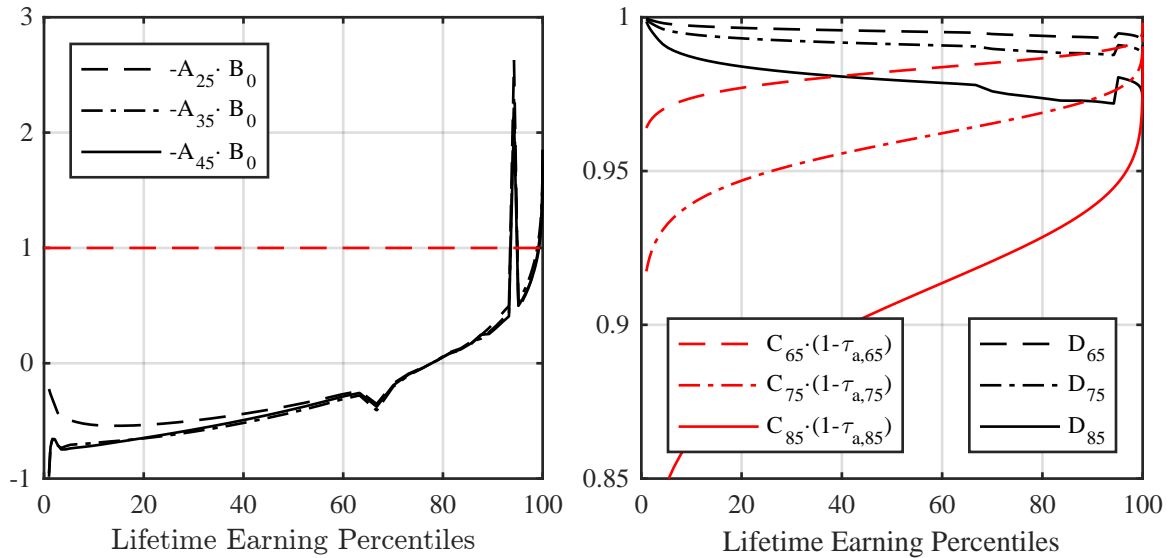 3
2
1
0
-1
-A25· B0
-A35· B0
-A45· B0
0 20 40 60 80 100
Lifetime Earning Percentiles
1
0.95
0.9
0.85
C65·(1-τa,65)
C75·(1-τa,75)
C85·(1-τa,85)
D65
D75
D85
0 20 40 60 80 100
Lifetime Earning Percentiles